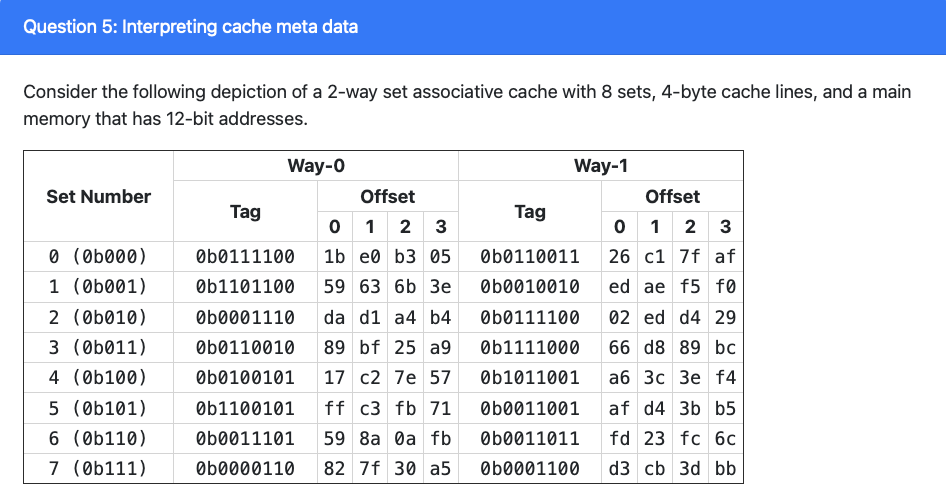 Question 5: Interpreting cache meta data
Consider the following depiction of a 2-way set associative cache with 8 sets, 4-byte cache lines, and a main
memory that has 12-bit addresses.
Set Number Way-0 Way-1
Tag Offset Tag Offset
0 1 2 3 0 1 2 3
0 (0b000) 0b0111100 1b e0 b3 05 0b0110011 26 c1 7f af
1 (0b001) 0b1101100 59 63 6b 3e 0b0010010 ed ae f5 f0
2 (0b010) 0b0001110 da d1 a4 b4 0b0111100 02 ed d4 29
3 (0b011) 0b0110010 89 bf 25 a9 0b1111000 66 d8 89 bc
4 (0b100) 0b0100101 17 c2 7e 57 0b1011001 a6 3c 3e f4
5 (0b101) 0b1100101 ff c3 fb 71 0b0011001 af d4 3b b5
6 (0b110) 0b0011101 59 8a 0a fb 0b0011011 fd 23 fc 6c
7 (0b111) 0b0000110 82 7f 30 a5 0b0001100 d3 cb 3d bb